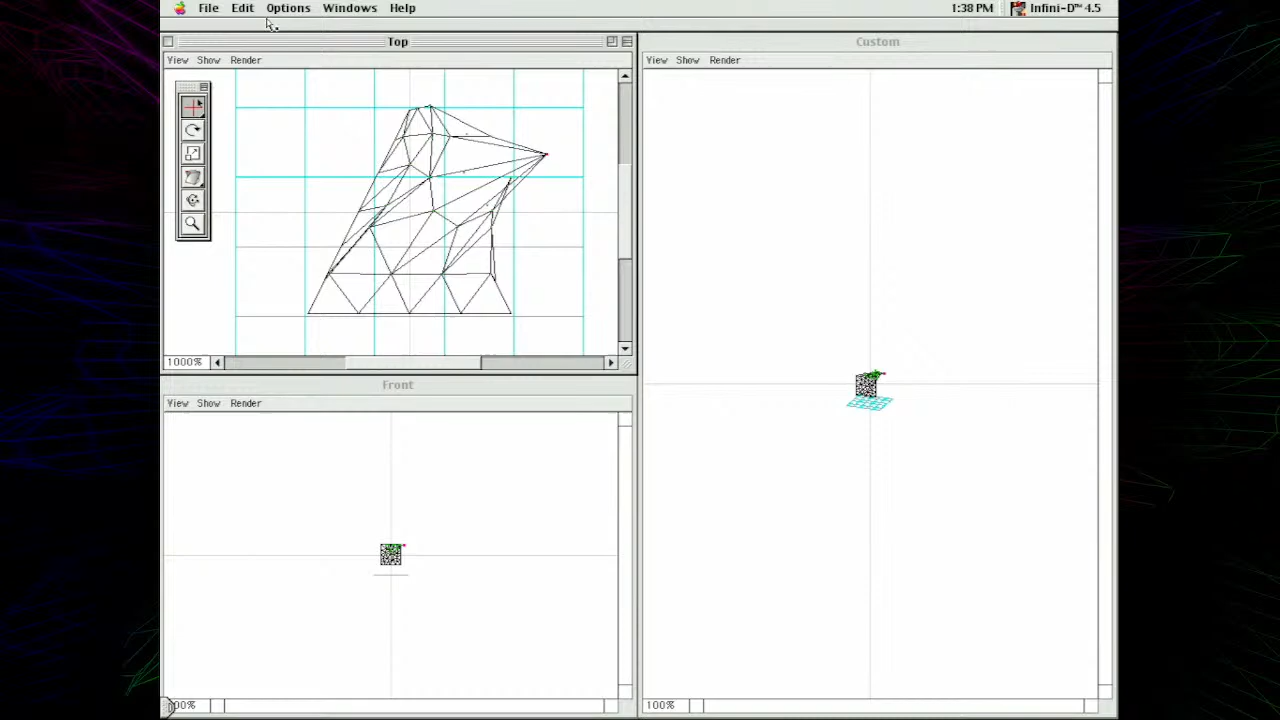 File Edit Options Windows Help 1:38 PM Infini-D™ 4.5
Top
View Show Render
1000%
Front
View Show Render
Custom
View Show Render
100%